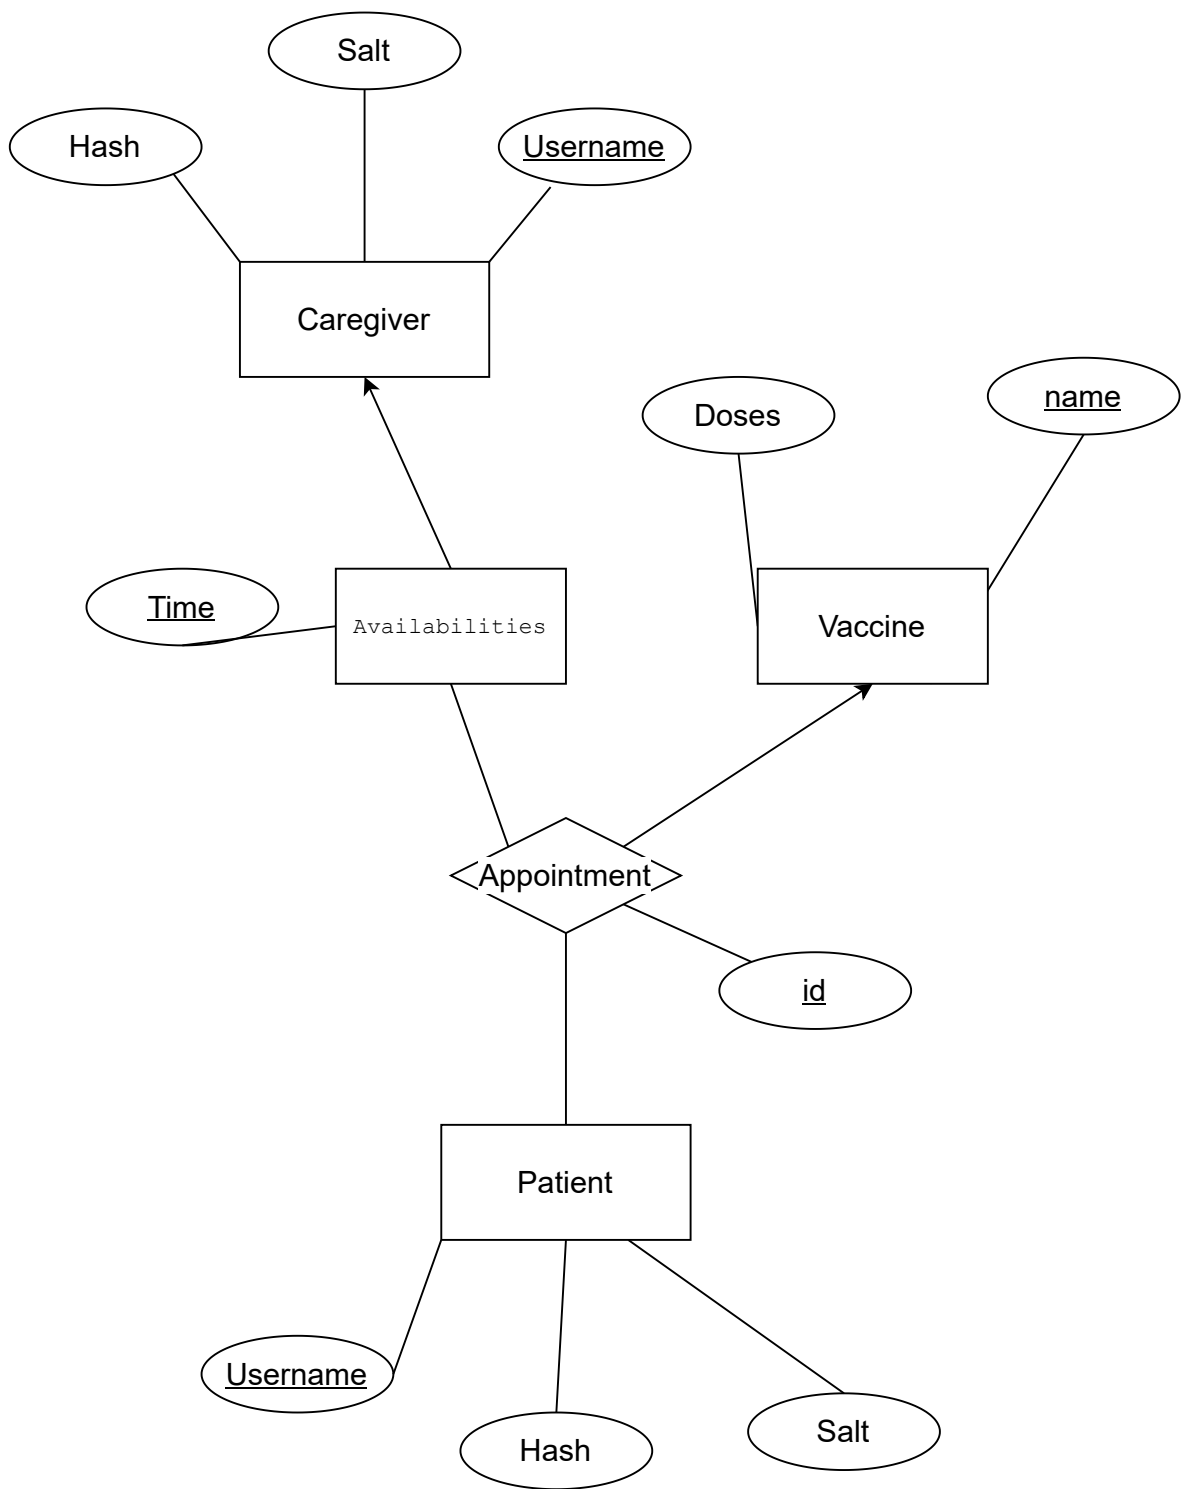 Salt
Hash
Username
Caregiver
Doses
name
Time
Availabilities
Vaccine
Appointment
id
Patient
Username
Hash
Salt